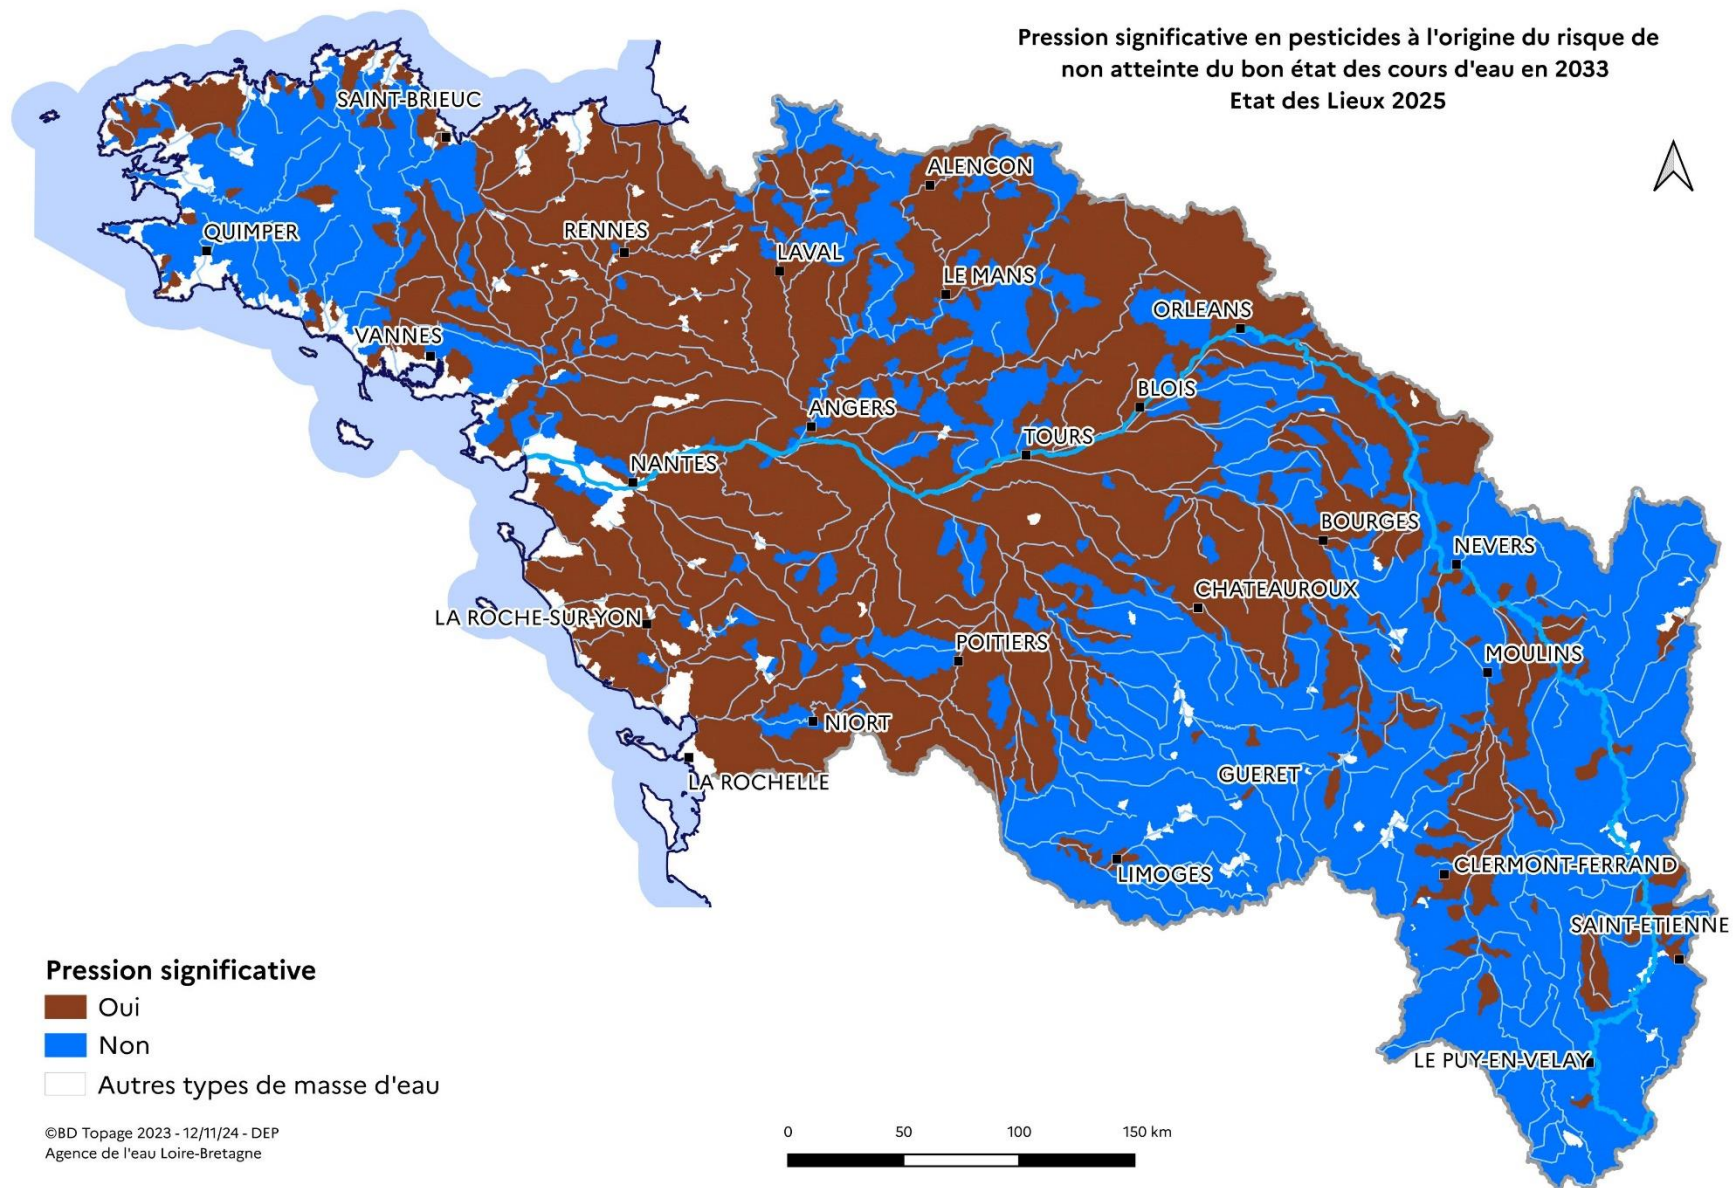 Pression significative en pesticides à l'origine du risque de
non atteinte du bon état des cours d'eau en 2033
Etat des Lieux 2025
SAINT-BRIEUC
ALENCON
QUIMPER
RENNES
LAVAL
LE MANS
ORLEANS
VANNES
BLOIS
ANGERS
TOURS
NANTES
BOURGES
NEVERS
CHATEAUROUX
LA ROCHE-SUR-YON
POITIERS
MOULINS
NIORT
GUERET
LA ROCHELLE
CLERMONT-FERRAND
LIMOGES
SAINT-ETIENNE
LE PUY-EN-VELAY
Pression significative
Oui
Non
Autres types de masse d'eau
©BD Topage 2023 - 12/11/24 - DEP
Agence de l'eau Loire-Bretagne
0 50 100 150 km